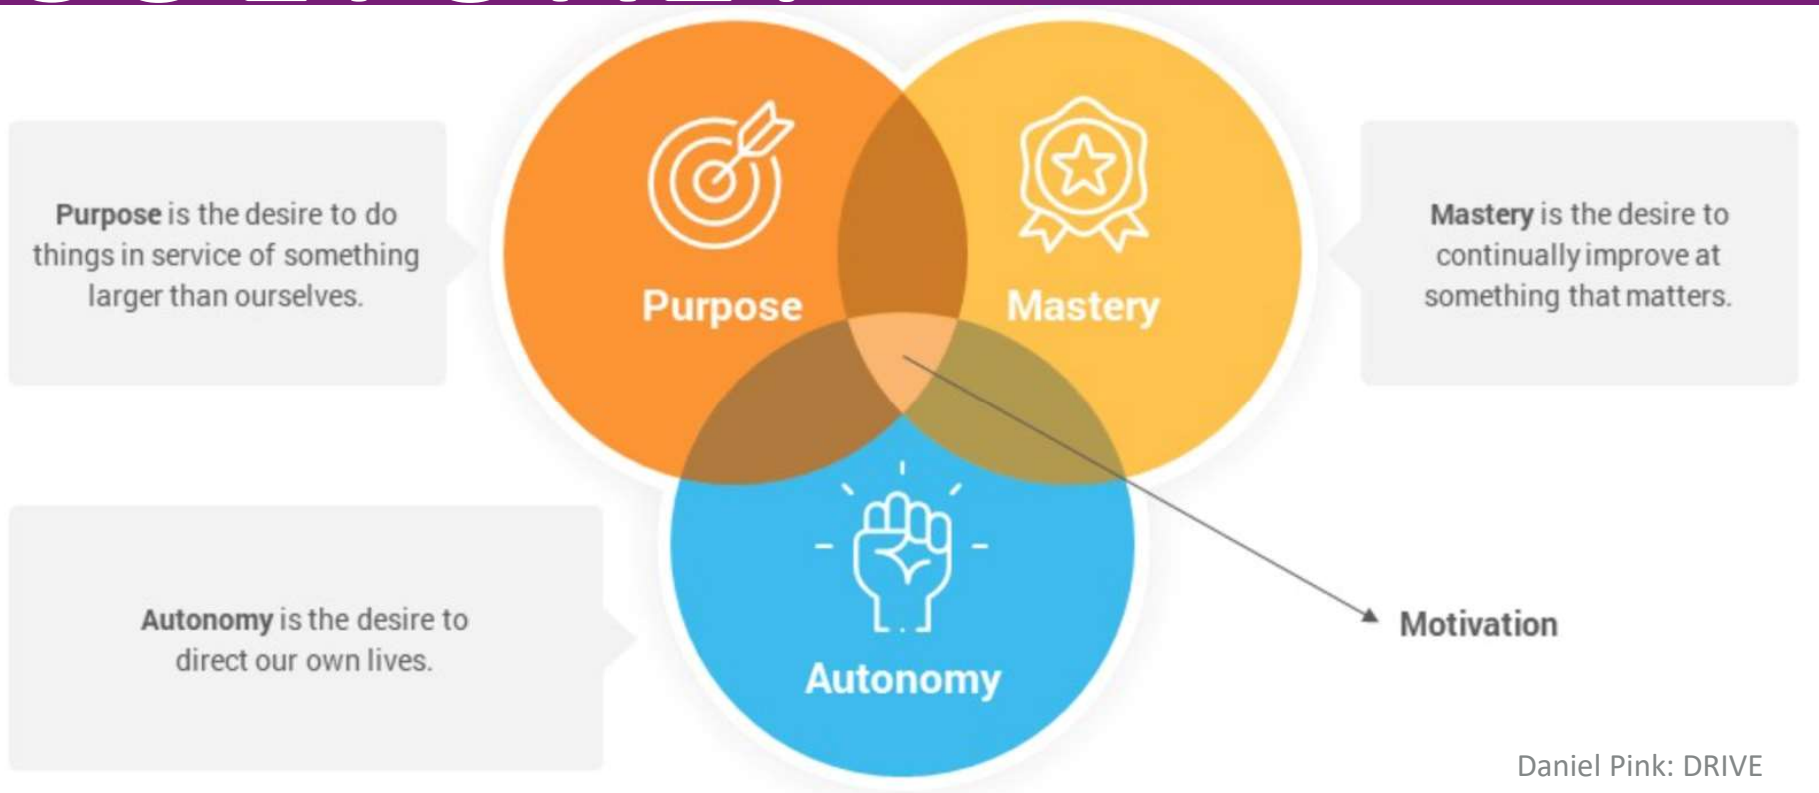 Purpose is the desire to do
things in service of something
larger than ourselves.
Purpose
Mastery
Mastery is the desire to
continually improve at
something that matters.
Autonomy is the desire to
direct our own lives.
Autonomy
Motivation
Daniel Pink: DRIVE